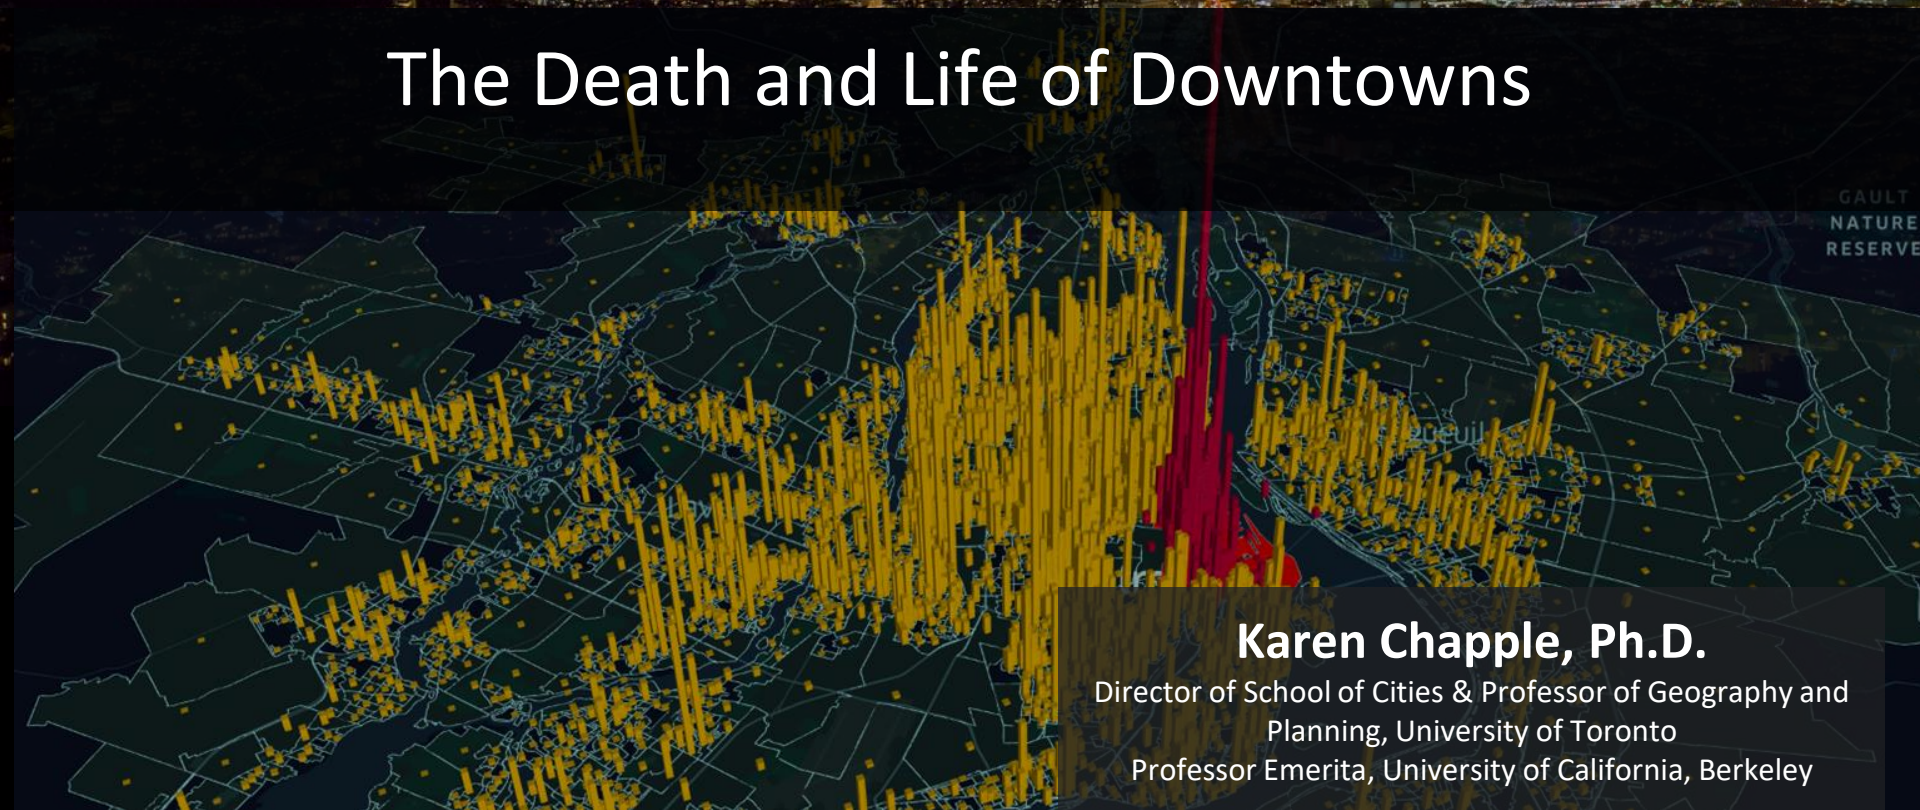 The Death and Life of Downtowns
GAULT
NATURE
RESERVE
Karen Chapple, Ph.D.
Director of School of Cities & Professor of Geography and
Planning, University of Toronto
Professor Emerita, University of California, Berkeley